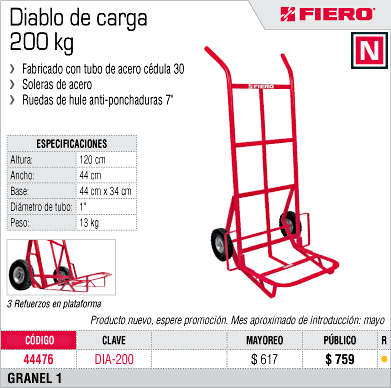 Diablo de carga
200 kg
FIERO
N
Fabricado con tubo de acero cédula 30
Soleras de acero
Ruedas de hule anti-ponchaduras 7"
FIERO
ESPECIFICACIONES
Altura: 120 cm
Ancho: 44 cm
Base: 44 cm x 34 cm
Diámetro de tubo: 1"
Peso: 13 kg
3 Refuerzos en plataforma
Producto nuevo, espere promoción. Mes aproximado de introducción: mayo
CÓDIGO CLAVE MAYOREO PÚBLICO R
44476 DIA-200 $ 617 $ 759
GRANEL 1